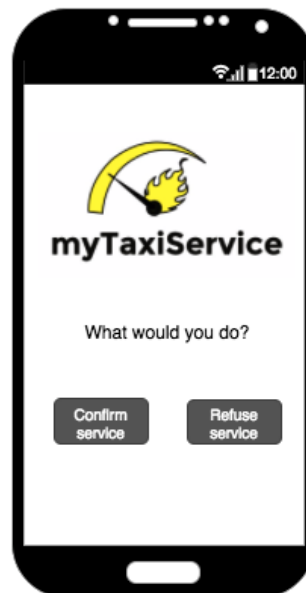 12:00
myTaxiService
What would you do?
Confirm
service
Refuse
service